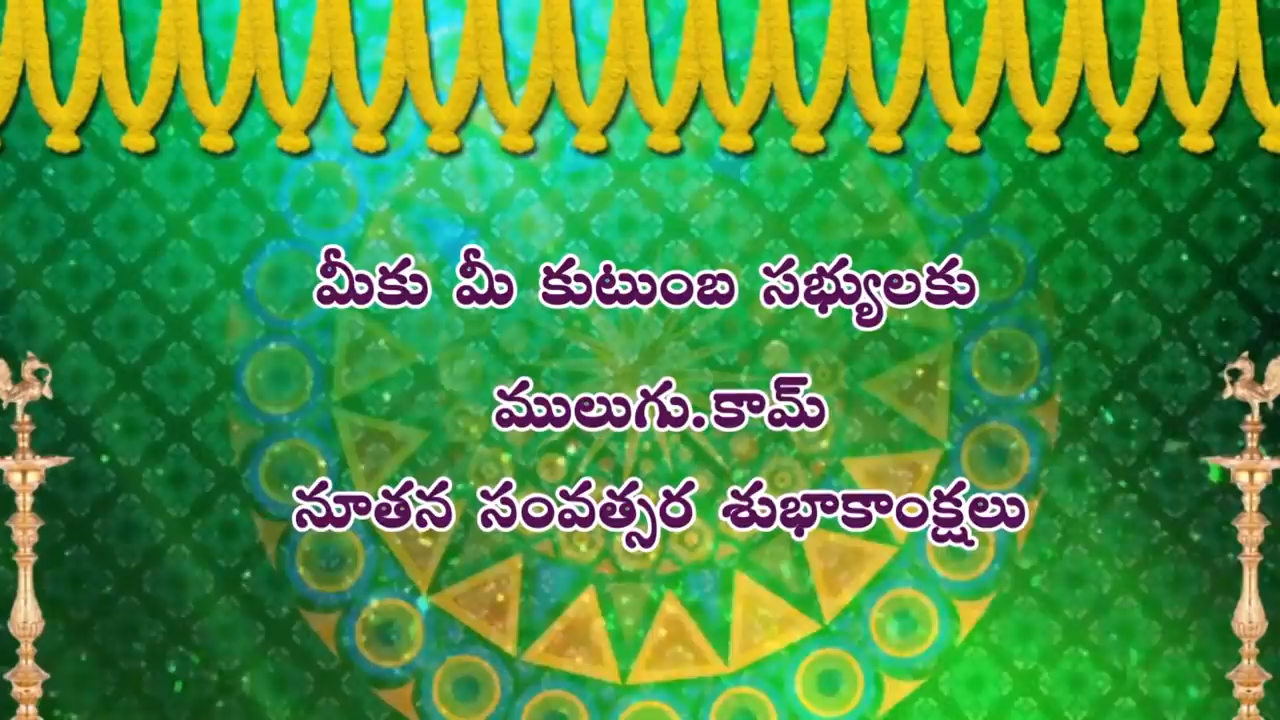 మీకు మీ కుటుంబ సభ్యులకు
ములుగు.కామ్
నూతన సంవత్సర శుభాకాంక్షలు